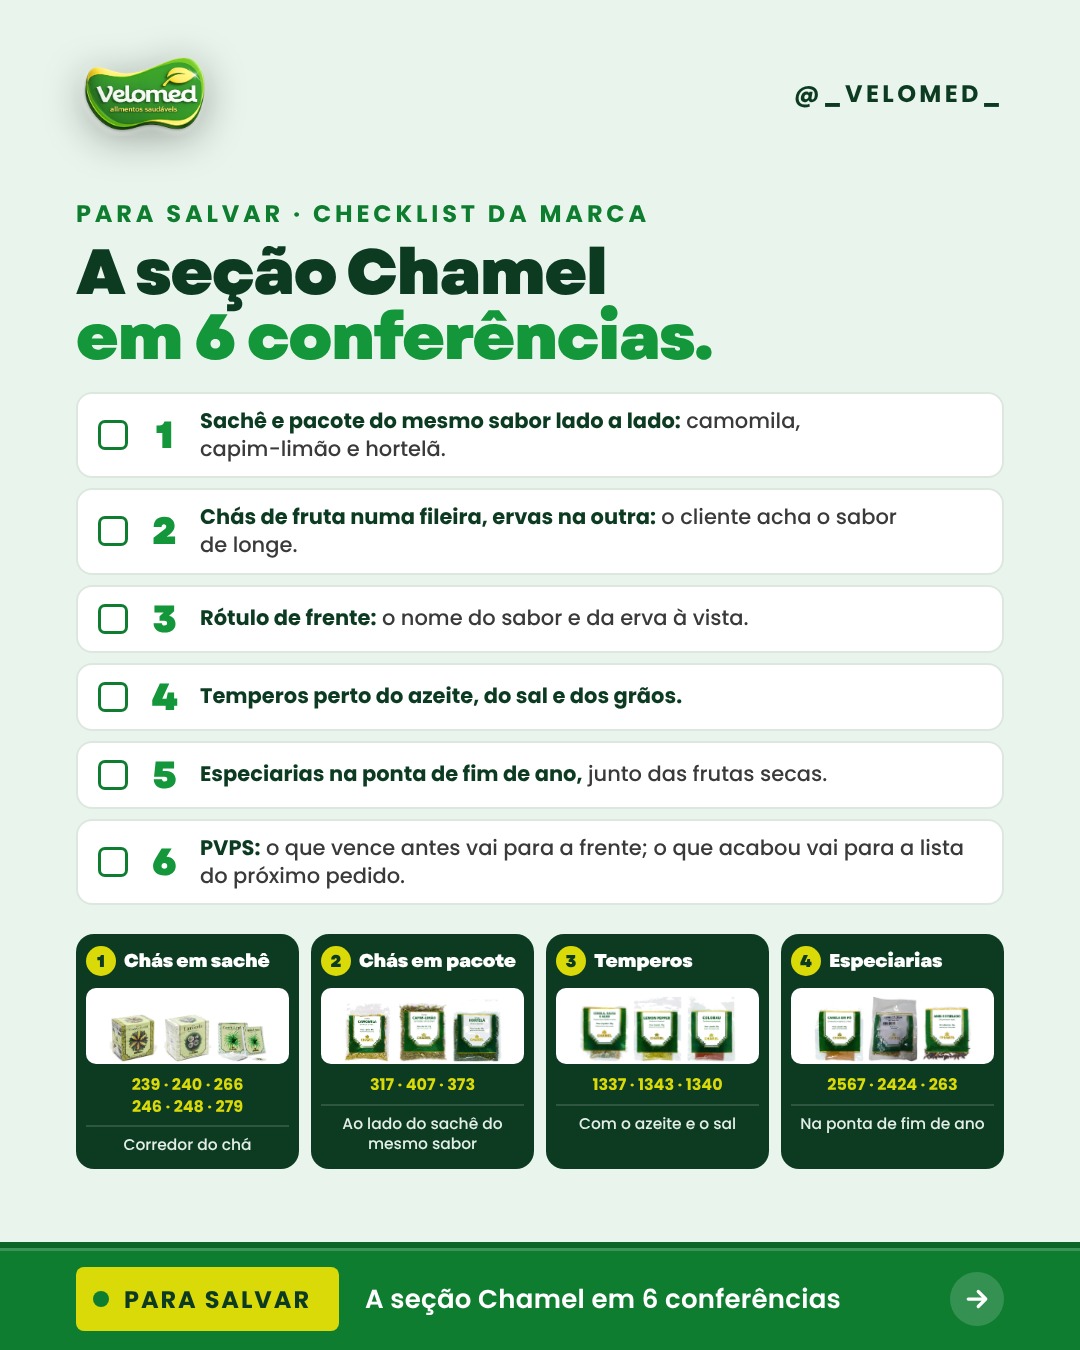 Velomed
alimentos saudáveis
@_VELOMED_
PARA SALVAR · CHECKLIST DA MARCA
A seção Chamel
em 6 conferências.
1 Sachê e pacote do mesmo sabor lado a lado: camomila,
capim-limão e hortelã.
2 Chás de fruta numa fileira, ervas na outra: o cliente acha o sabor
de longe.
3 Rótulo de frente: o nome do sabor e da erva à vista.
4 Temperos perto do azeite, do sal e dos grãos.
5 Especiarias na ponta de fim de ano, junto das frutas secas.
6 PVPS: o que vence antes vai para a frente; o que acabou vai para a lista
do próximo pedido.
1 Chás em sachê
239 · 240 · 266
246 · 248 · 279
Corredor do chá
2 Chás em pacote
CAMOMILA
CAPIM-LIMÃO
HORTELÃ
317 · 407 · 373
Ao lado do sachê do
mesmo sabor
3 Temperos
LEMON PEPPER
COLORAU
1337 · 1343 · 1340
Com o azeite e o sal
4 Especiarias
2567 · 2424 · 263
Na ponta de fim de ano
PARA SALVAR
A seção Chamel em 6 conferências